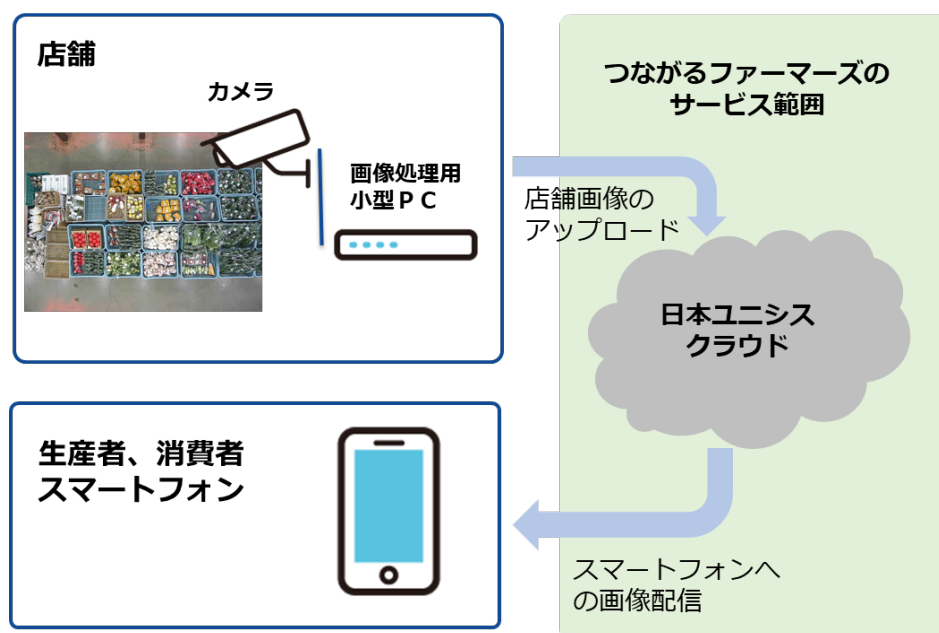 店舗
カメラ
画像処理用
小型ＰＣ
つながるファーマーズの
サービス範囲
店舗画像の
アップロード
日本ユニシス
クラウド
生産者、消費者
スマートフォン
スマートフォンへ
の画像配信